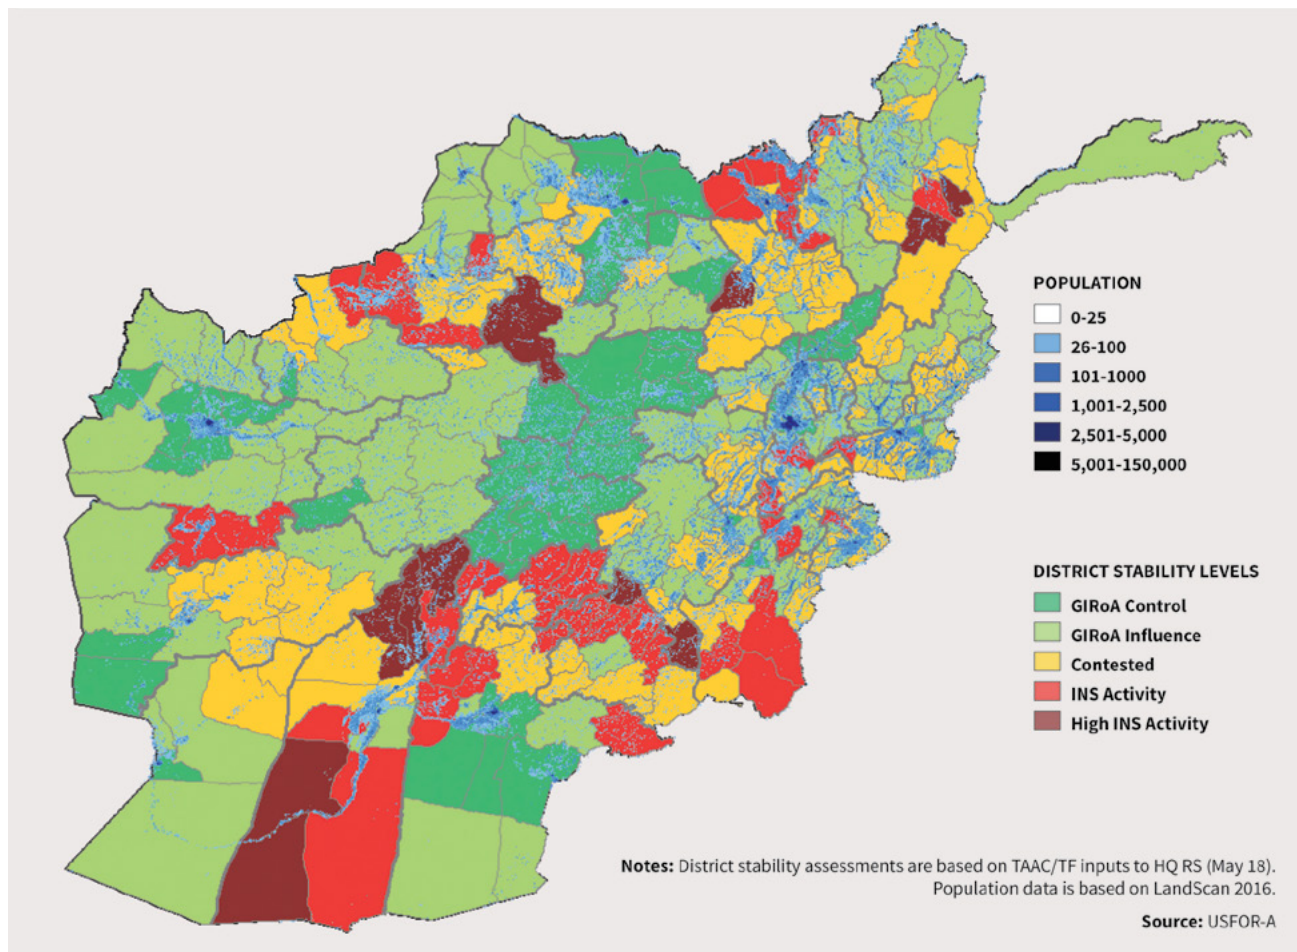 POPULATION
0-25
26-100
101-1000
1,001-2,500
2,501-5,000
5,001-150,000
DISTRICT STABILITY LEVELS
GIRoA Control
GIRoA Influence
Contested
INS Activity
High INS Activity
Notes: District stability assessments are based on TAAC/TF inputs to HQ RS (May 18).
Population data is based on LandScan 2016.
Source: USFOR-A